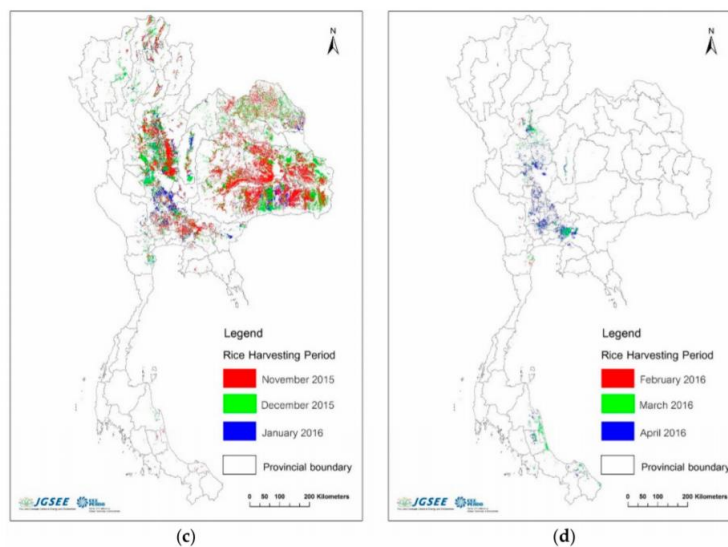 N
Legend
Rice Harvesting Period
November 2015
December 2015
January 2016
Provincial boundary
JGSEE
0 50 100 200 Kilometers
(c)
N
Legend
Rice Harvesting Period
February 2016
March 2016
April 2016
Provincial boundary
JGSEE
0 50 100 200 Kilometers
(d)